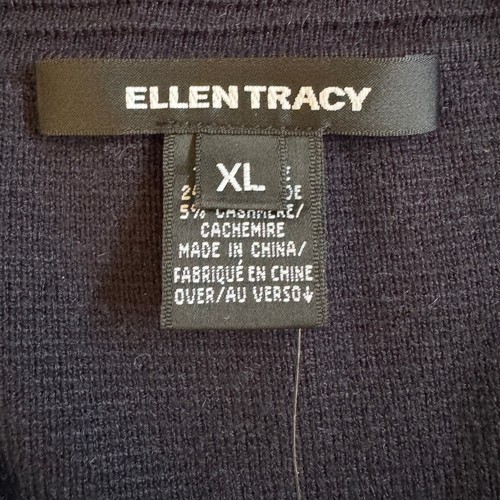 ELLEN TRACY
XL
5% CASHMERE/
CACHEMIRE
MADE IN CHINA/
FABRIQUÉ EN CHINE
OVER/AU VERSO↓